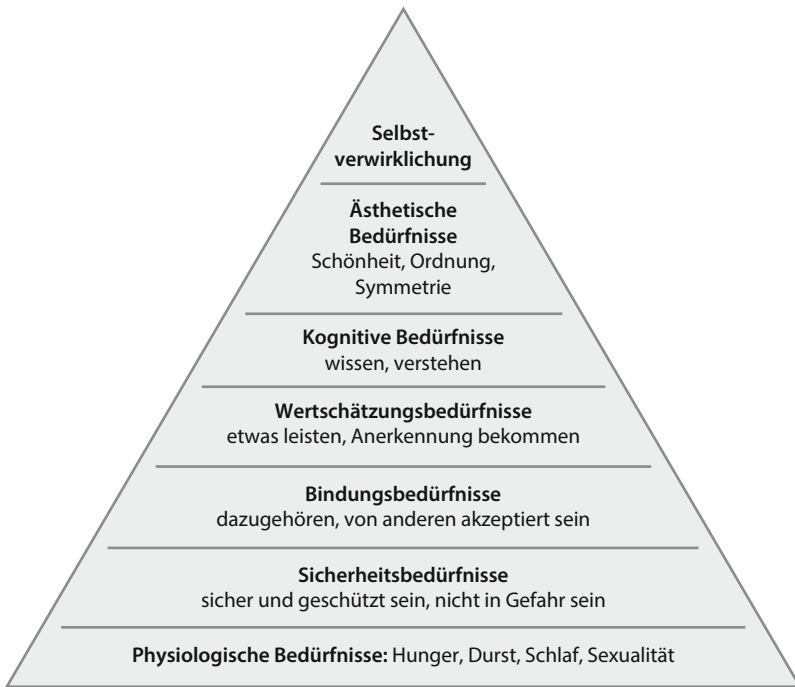 Selbst-
verwirklichung
Ästhetische
Bedürfnisse
Schönheit, Ordnung,
Symmetrie
Kognitive Bedürfnisse
wissen, verstehen
Wertschätzungsbedürfnisse
etwas leisten, Anerkennung bekommen
Bindungsbedürfnisse
dazugehören, von anderen akzeptiert sein
Sicherheitsbedürfnisse
sicher und geschützt sein, nicht in Gefahr sein
Physiologische Bedürfnisse: Hunger, Durst, Schlaf, Sexualität